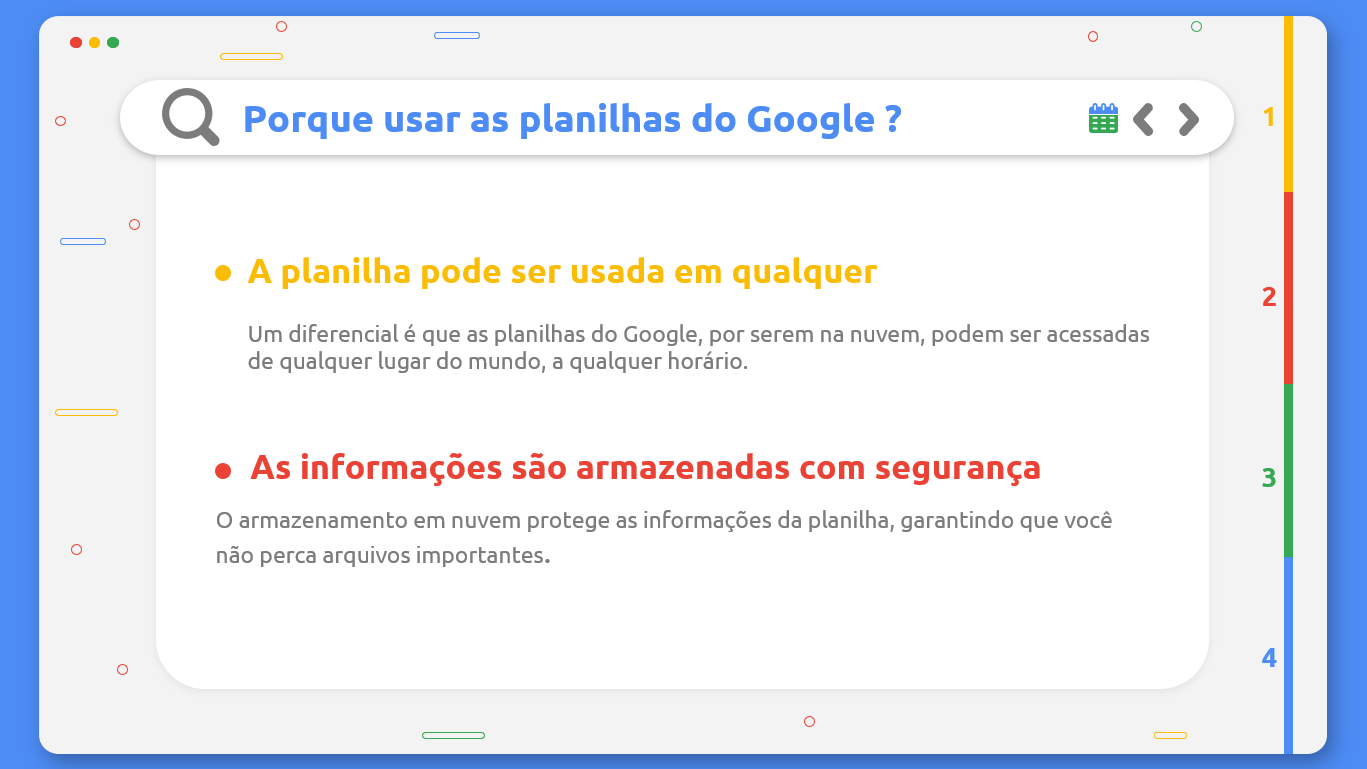 Porque usar as planilhas do Google ?
1
A planilha pode ser usada em qualquer
2
Um diferencial é que as planilhas do Google, por serem na nuvem, podem ser acessadas
de qualquer lugar do mundo, a qualquer horário.
As informações são armazenadas com segurança
3
O armazenamento em nuvem protege as informações da planilha, garantindo que você
não perca arquivos importantes.
4